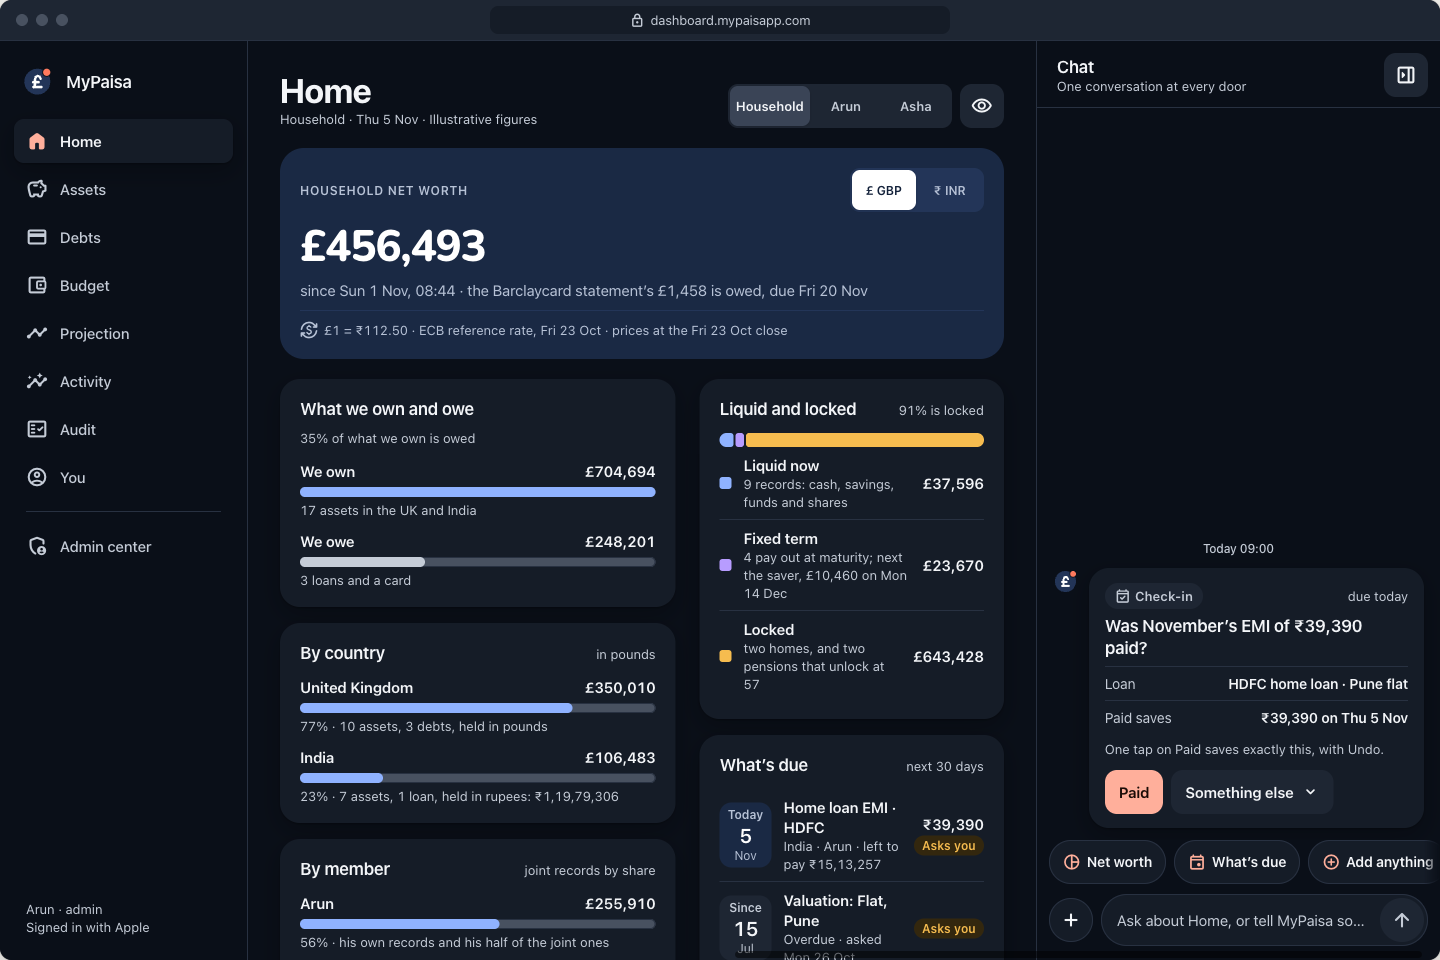 dashboard.mypaisapp.com
£ MyPaisa
Home
Assets
Debts
Budget
Projection
Activity
Audit
You
Admin center
Arun · admin
Signed in with Apple
Home
Household · Thu 5 Nov · Illustrative figures
Household Arun Asha
HOUSEHOLD NET WORTH
£ GBP ₹ INR
£456,493
since Sun 1 Nov, 08:44 · the Barclaycard statement’s £1,458 is owed, due Fri 20 Nov
£1 = ₹112.50 · ECB reference rate, Fri 23 Oct · prices at the Fri 23 Oct close
What we own and owe
35% of what we own is owed
We own £704,694
17 assets in the UK and India
We owe £248,201
3 loans and a card
By country in pounds
United Kingdom £350,010
77% · 10 assets, 3 debts, held in pounds
India £106,483
23% · 7 assets, 1 loan, held in rupees: ₹1,19,79,306
By member joint records by share
Arun £255,910
56% · his own records and his half of the joint ones
Liquid and locked 91% is locked
Liquid now
9 records: cash, savings,
funds and shares
£37,596
Fixed term
4 pay out at maturity; next
the saver, £10,460 on Mon
14 Dec
£23,670
Locked
two homes, and two
pensions that unlock at
57
£643,428
What’s due next 30 days
Today
5
Nov
Home loan EMI ·
HDFC
India · Arun · left to
pay ₹15,13,257
₹39,390
Asks you
Since
15
Jul
Valuation: Flat,
Pune
Overdue · asked
Mon 26 Oct
Asks you
Chat
One conversation at every door
Today 09:00
£
Check-in due today
Was November’s EMI of ₹39,390
paid?
Loan HDFC home loan · Pune flat
Paid saves ₹39,390 on Thu 5 Nov
One tap on Paid saves exactly this, with Undo.
Paid Something else
Net worth What’s due Add anything
Ask about Home, or tell MyPaisa so...